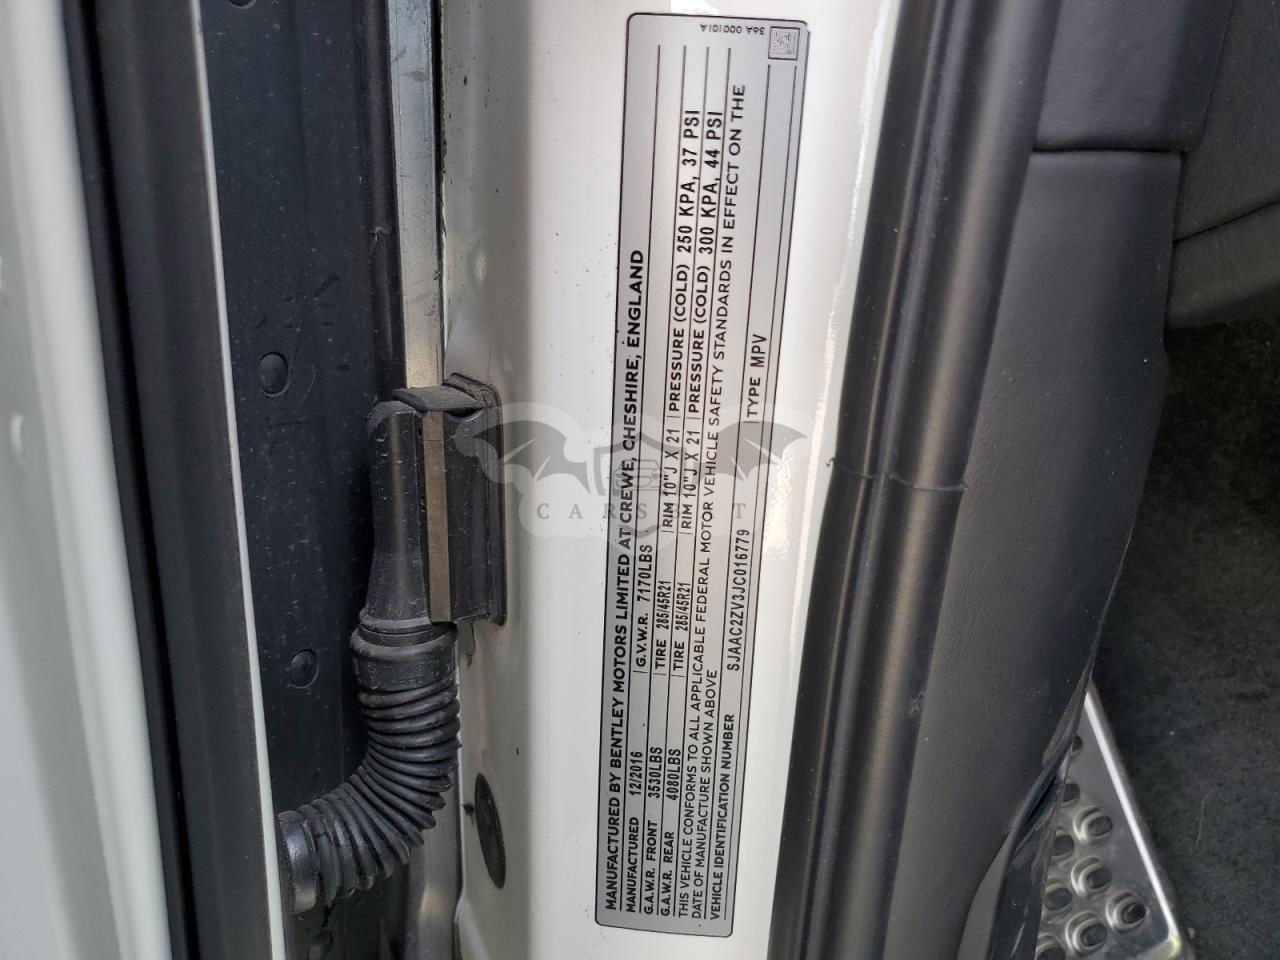 MANUFACTURED BY BENTLEY MOTORS LIMITED AT CREWE, CHESHIRE, ENGLAND
MANUFACTURED 12/2016 G.V.W.R. 7170LBS
G.A.W.R. FRONT 3530LBS TIRE 285/45R21 RIM 10"J X 21 PRESSURE (COLD) 250 KPA, 37 PSI
G.A.W.R. REAR 4080LBS TIRE 285/45R21 RIM 10"J X 21 PRESSURE (COLD) 300 KPA, 44 PSI
THIS VEHICLE CONFORMS TO ALL APPLICABLE FEDERAL MOTOR VEHICLE SAFETY STANDARDS IN EFFECT ON THE
DATE OF MANUFACTURE SHOWN ABOVE
VEHICLE IDENTIFICATION NUMBER SJAAC2ZV3JC016779 TYPE MPV
36A 000101A